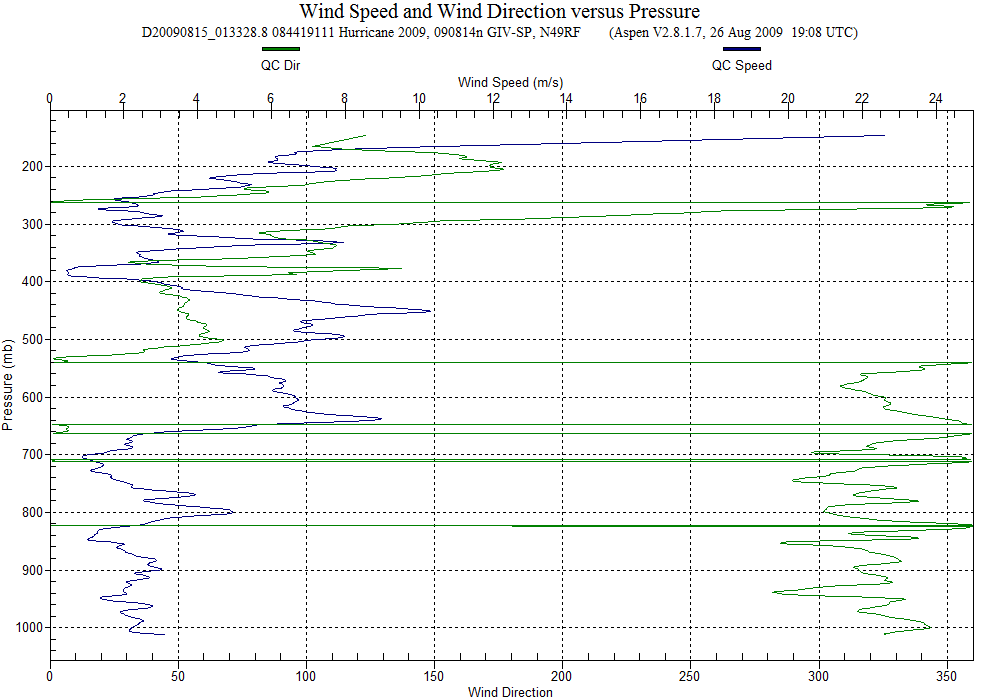 Wind Speed and Wind Direction versus Pressure
D20090815_013328.8 084419111 Hurricane 2009, 090814n GIV-SP, N49RF (Aspen V2.8.1.7, 26 Aug 2009 19:08 UTC)
QC Dir QC Speed
Wind Speed (m/s)
0 2 4 6 8 10 12 14 16 18 20 22 24
200
300
400
500
Pressure (mb)
600
700
800
900
1000
0 50 100 150 200 250 300 350
Wind Direction